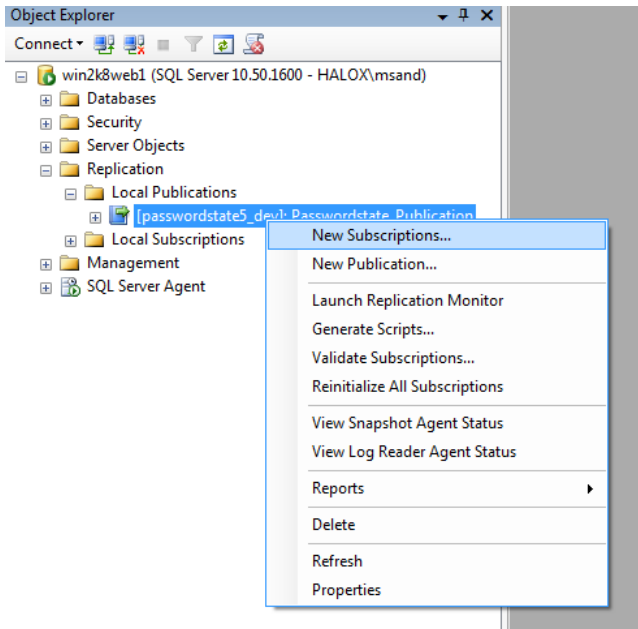 Object Explorer
Connect
win2k8web1 (SQL Server 10.50.1600 - HALOX\msand)
Databases
Security
Server Objects
Replication
Local Publications
[passwordstate5_dev]: Passwordstate_Publication
Local Subscriptions
Management
SQL Server Agent
New Subscriptions...
New Publication...
Launch Replication Monitor
Generate Scripts...
Validate Subscriptions...
Reinitialize All Subscriptions
View Snapshot Agent Status
View Log Reader Agent Status
Reports
Delete
Refresh
Properties